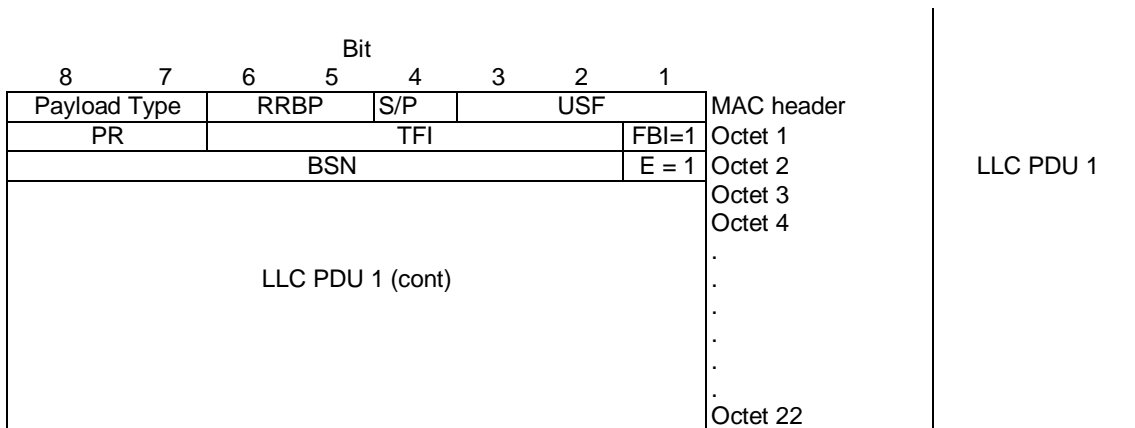 Bit
8 7 6 5 4 3 2 1
Payload Type RRBP S/P USF MAC header
PR TFI FBI=1 Octet 1
BSN E = 1 Octet 2 LLC PDU 1
Octet 3
Octet 4
.
LLC PDU 1 (cont) .
.
.
.
.
Octet 22